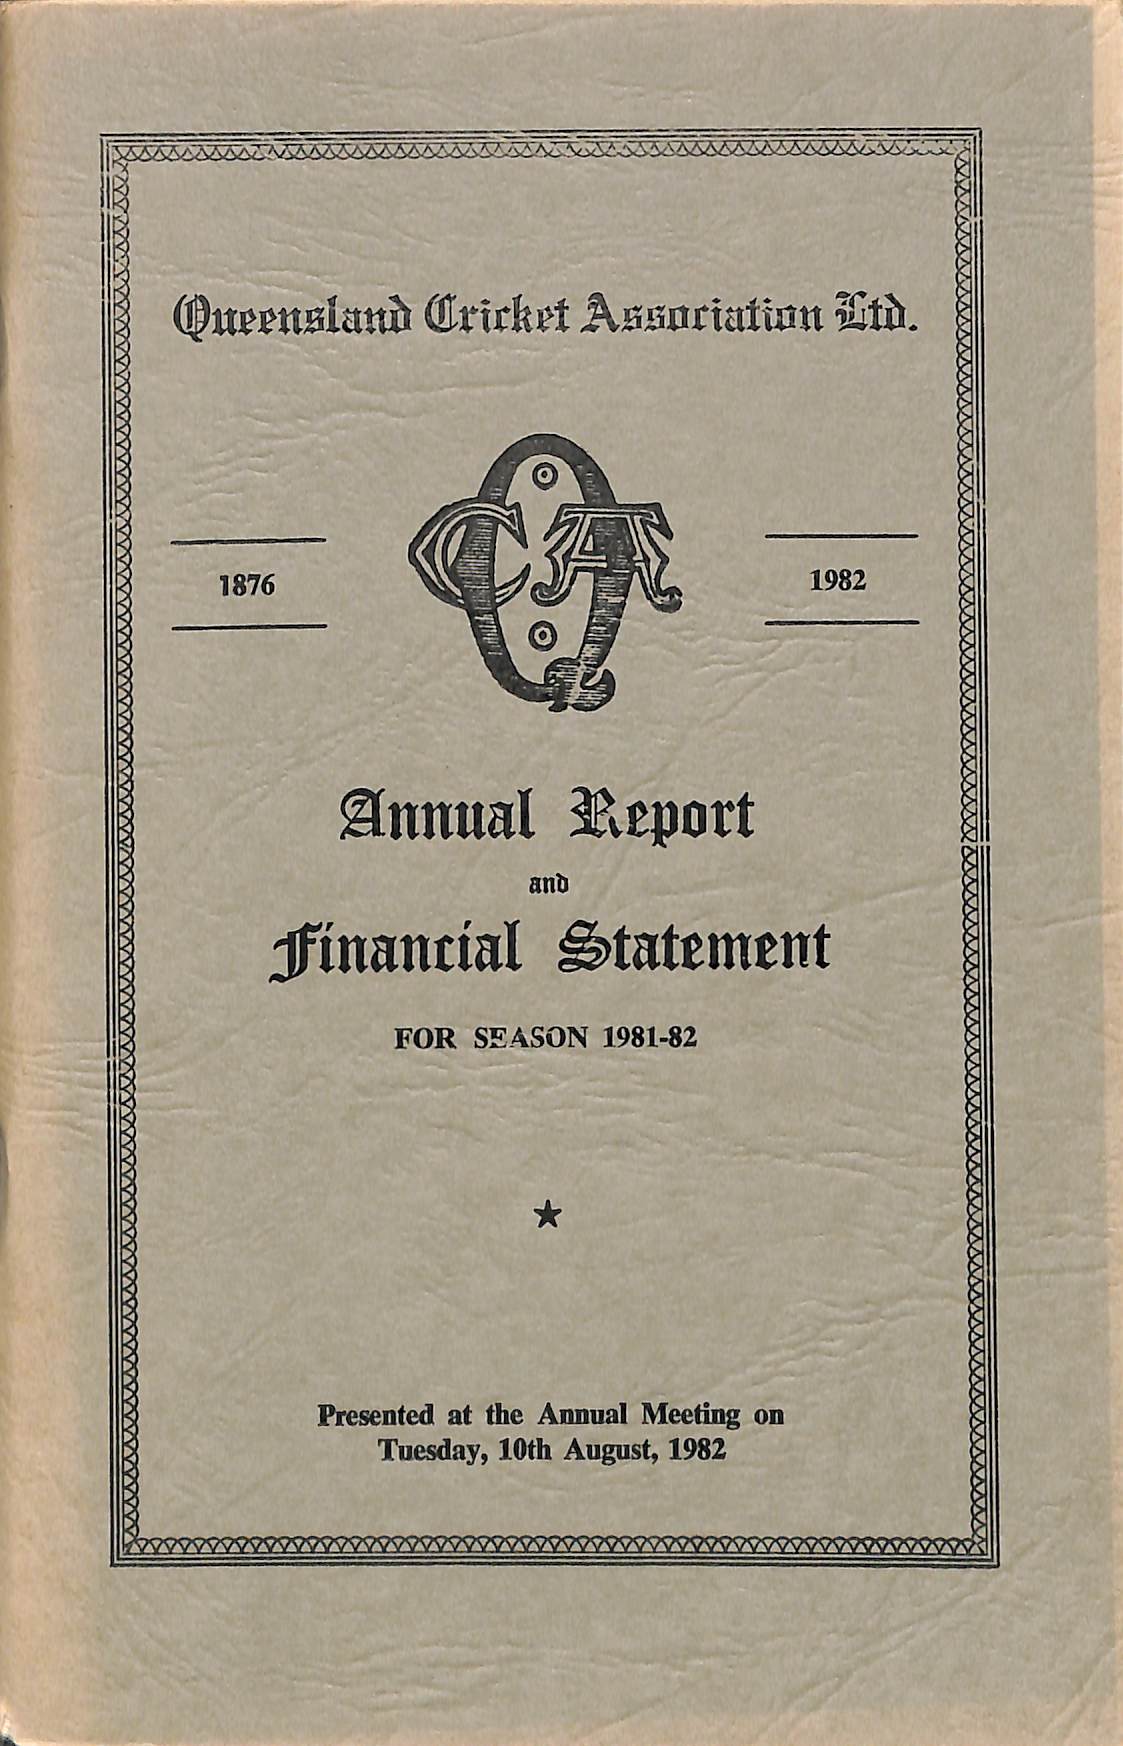 Queensland Cricket Association Ltd.
QCA
1876
1982
Annual Report
and
Financial Statement
FOR SEASON 1981-82
Presented at the Annual Meeting on
Tuesday, 10th August, 1982